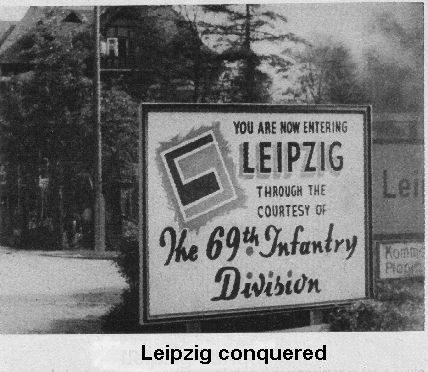 YOU ARE NOW ENTERING
LEIPZIG
THROUGH THE
COURTESY OF
The 69th Infantry
Division
Lei
Leipzig conquered